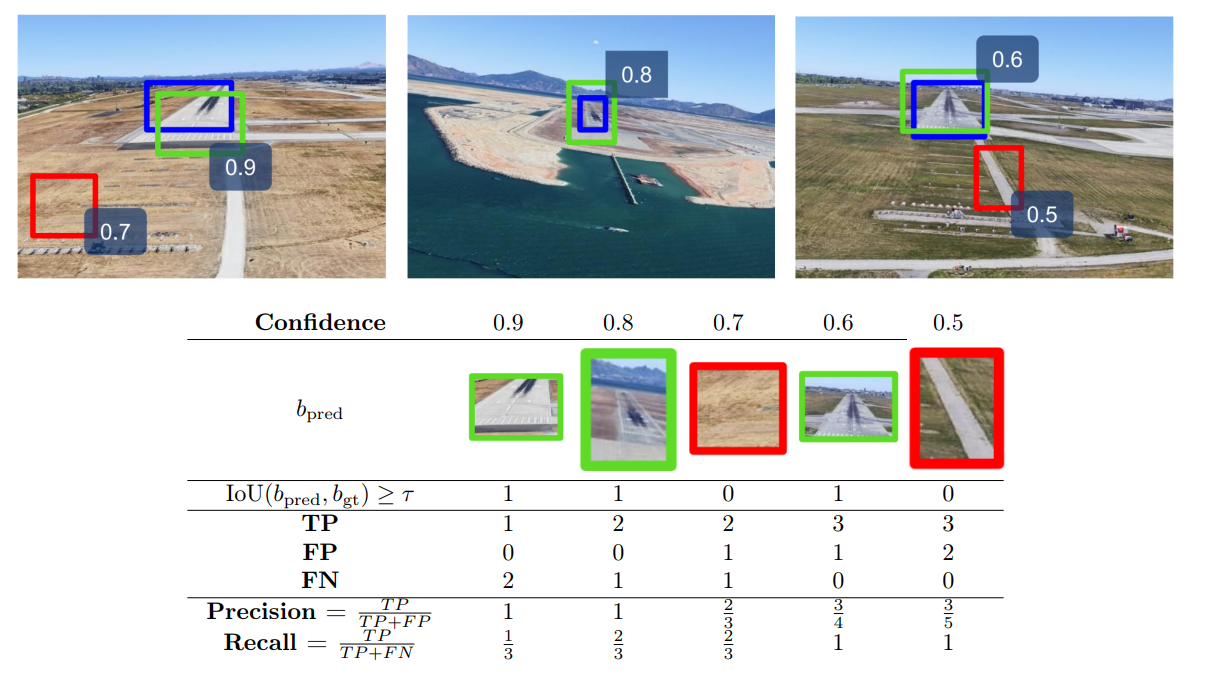 0.9
0.7
0.8
0.6
0.5
Confidence 0.9 0.8 0.7 0.6 0.5
b_pred
IoU(b_pred, b_gt) ≥ τ 1 1 0 1 0
TP 1 2 2 3 3
FP 0 0 1 1 2
FN 2 1 1 0 0
Precision = TP/TP+FP 1 1 2/3 3/4 3/5
Recall = TP/TP+FN 1/3 2/3 2/3 1 1